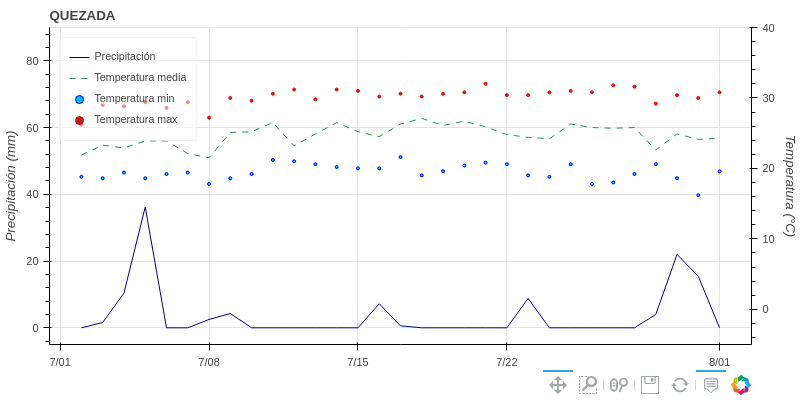 QUEZADA
Precipitación
Temperatura media
Temperatura min
Temperatura max
Precipitación (mm)
80
60
40
20
0
Temperatura (°C)
40
30
20
10
0
7/01
7/08
7/15
7/22
8/01